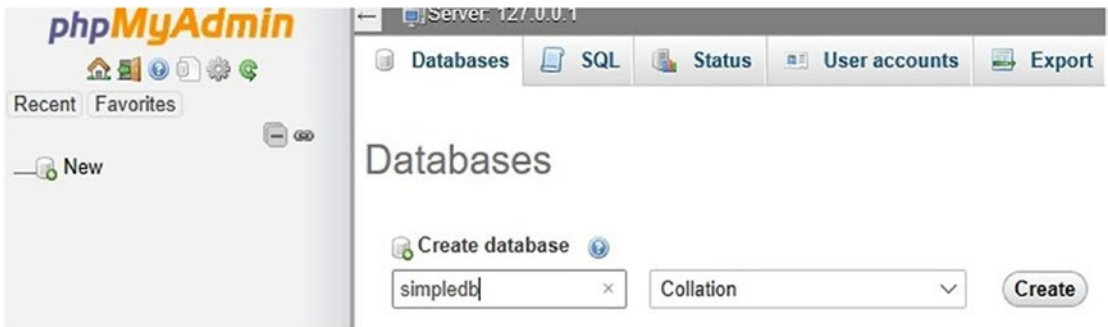 phpMyAdmin
Recent Favorites
New
Server: 127.0.0.1
Databases SQL Status User accounts Export
Databases
Create database
simpledb Collation Create